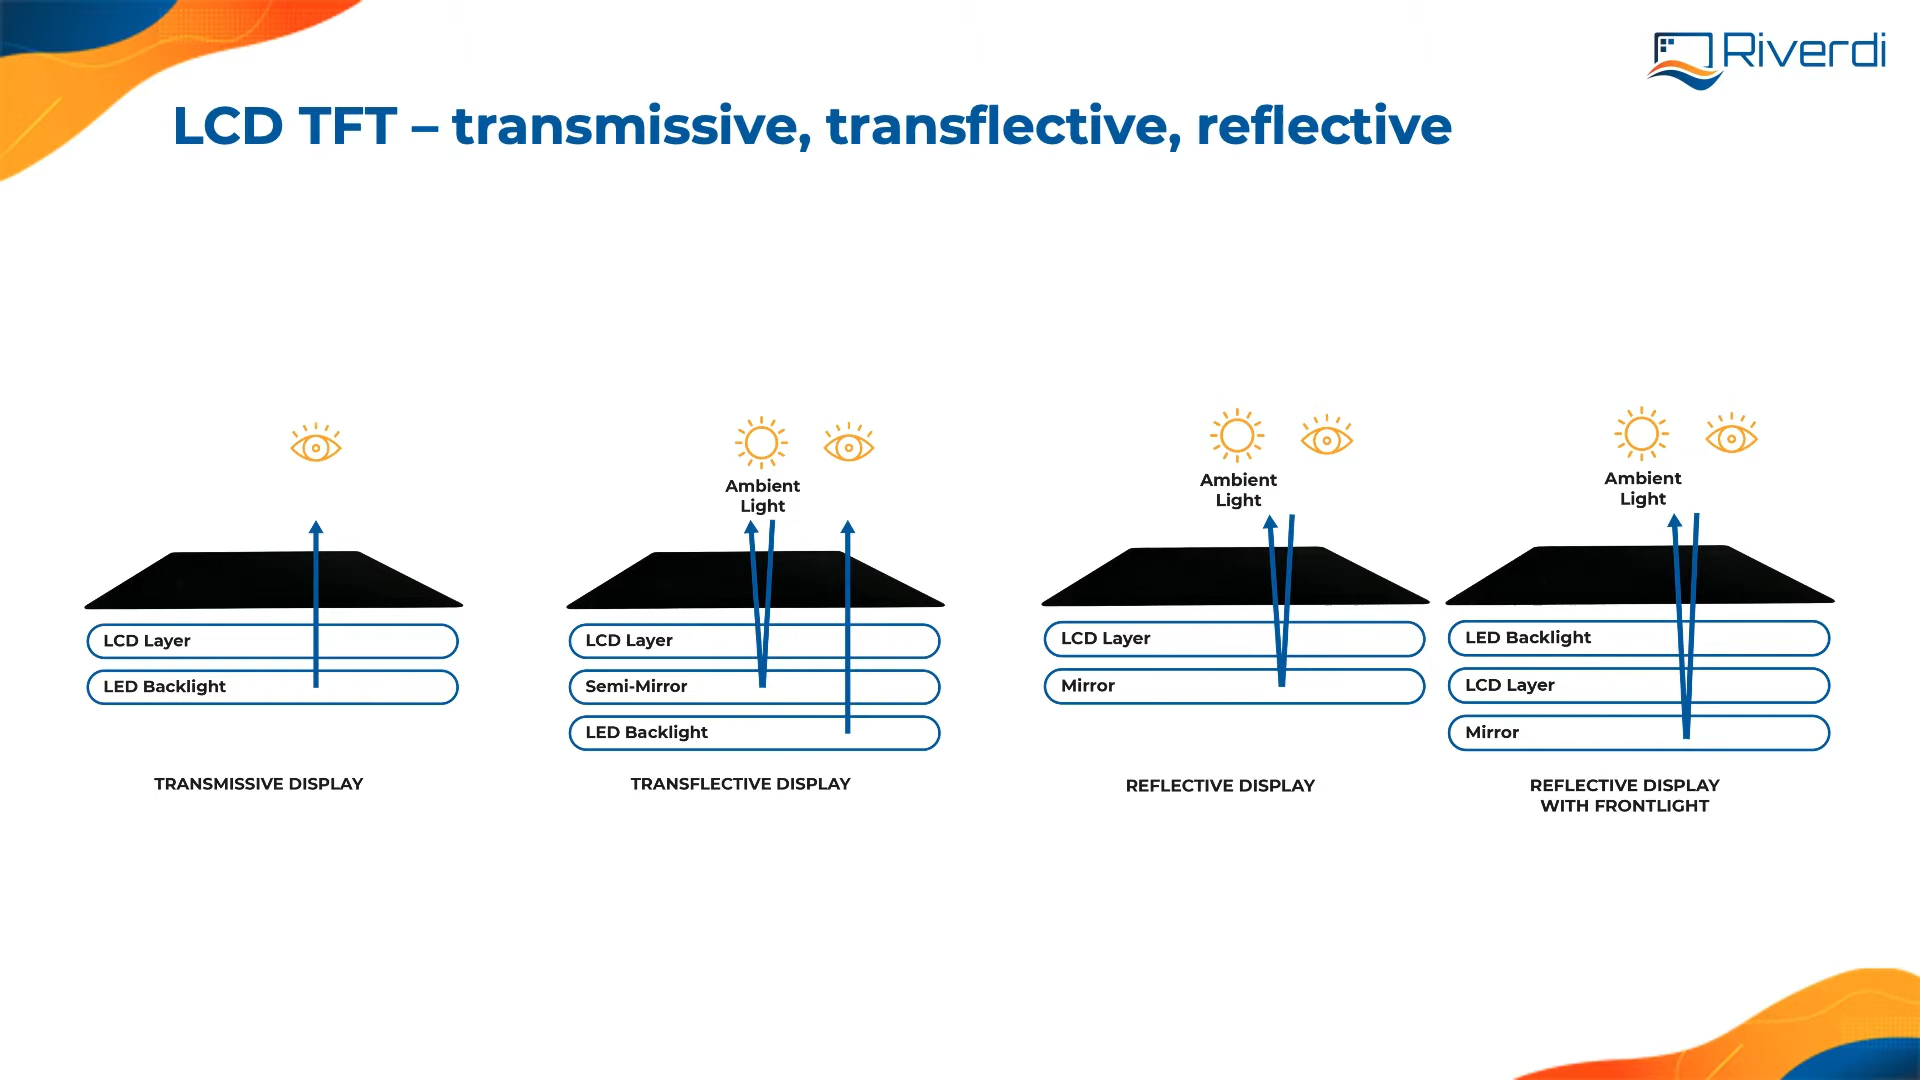 Riverdi
LCD TFT – transmissive, transflective, reflective
LCD Layer
LED Backlight
TRANSMISSIVE DISPLAY
Ambient
Light
LCD Layer
Semi-Mirror
LED Backlight
TRANSFLECTIVE DISPLAY
Ambient
Light
LCD Layer
Mirror
REFLECTIVE DISPLAY
Ambient
Light
LED Backlight
LCD Layer
Mirror
REFLECTIVE DISPLAY
WITH FRONTLIGHT